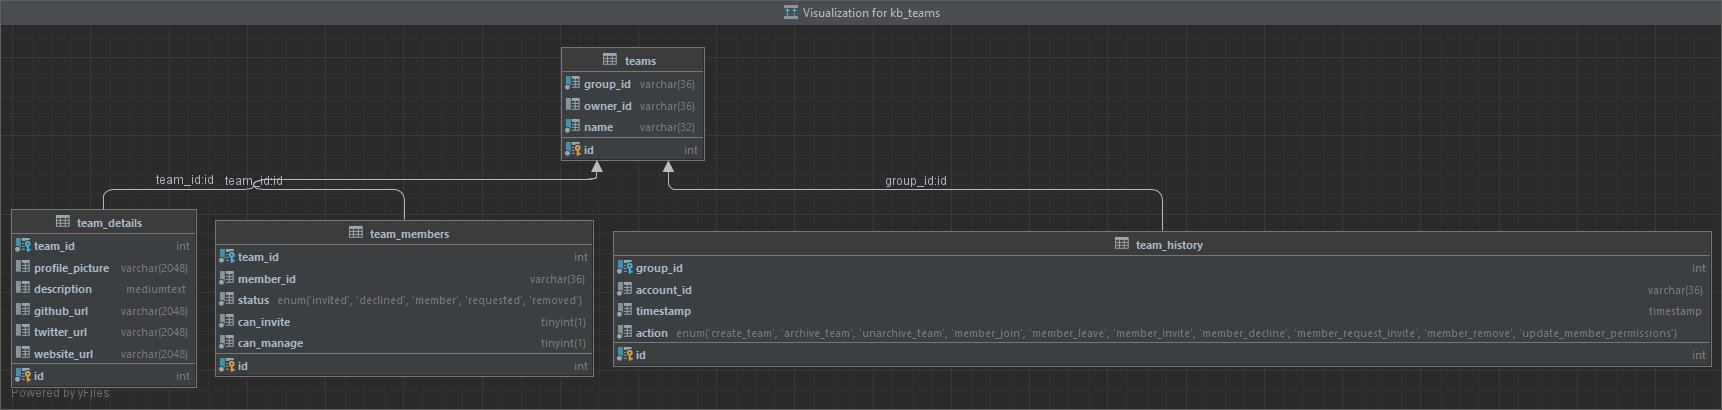 Visualization for kb_teams
teams
group_id varchar(36)
owner_id varchar(36)
name varchar(32)
id int
team_id:id
team_id:id
group_id:id
team_details
team_id int
profile_picture varchar(2048)
description mediumtext
github_url varchar(2048)
twitter_url varchar(2048)
website_url varchar(2048)
id int
team_members
team_id int
member_id varchar(36)
status enum('invited', 'declined', 'member', 'requested', 'removed')
can_invite tinyint(1)
can_manage tinyint(1)
id int
team_history
group_id int
account_id varchar(36)
timestamp timestamp
action enum('create_team', 'archive_team', 'unarchive_team', 'member_join', 'member_leave', 'member_invite', 'member_decline', 'member_request_invite', 'member_remove', 'update_member_permissions')
id int
Powered by yFiles